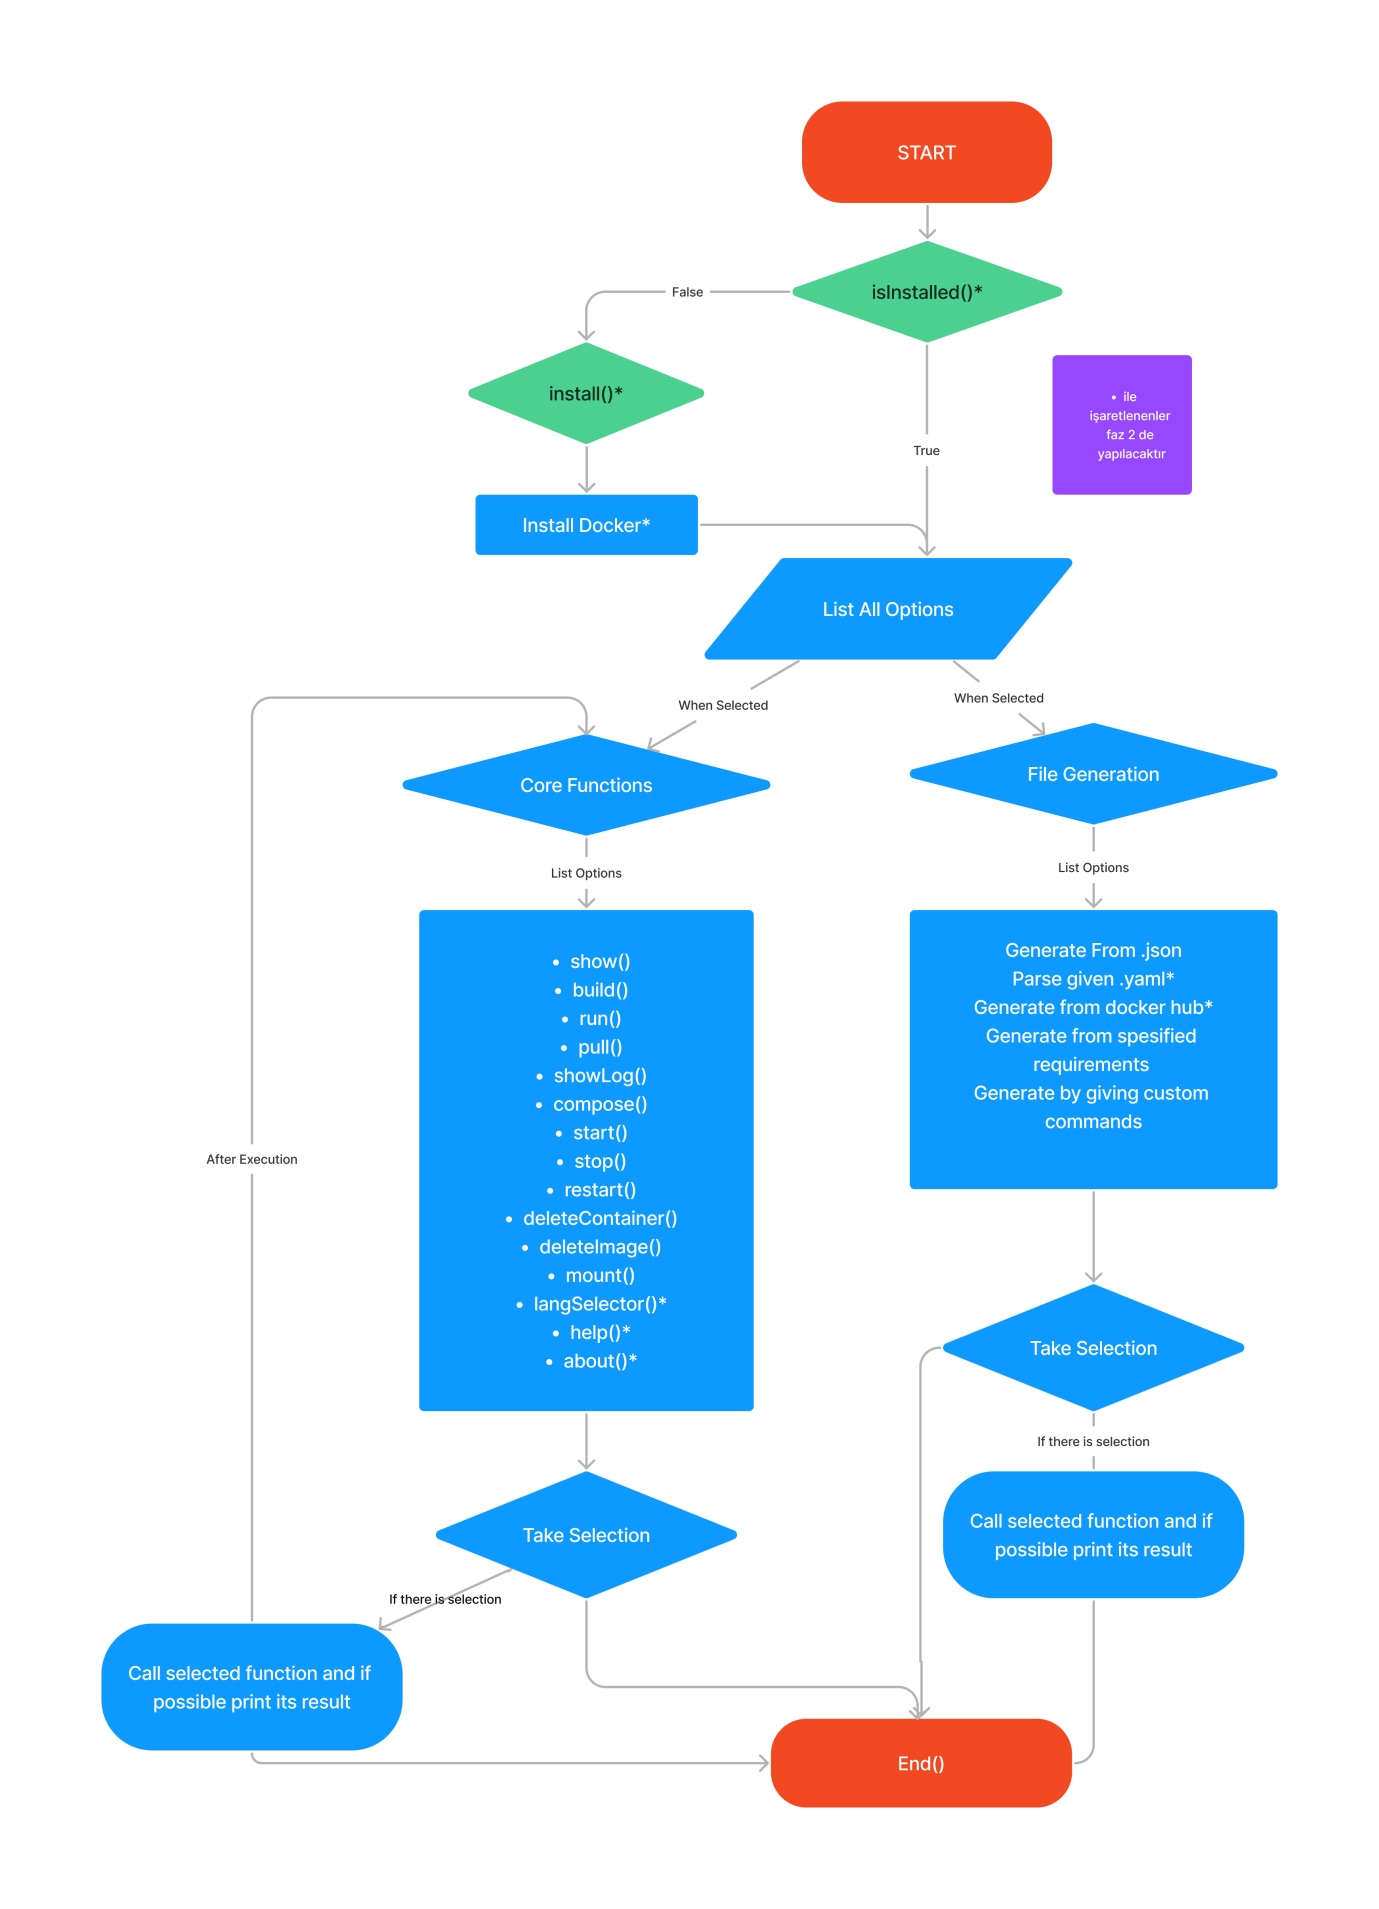 START
isInstalled()*
False
install()*
• ile
işaretlenenler
faz 2 de
yapılacaktır
True
Install Docker*
List All Options
When Selected
When Selected
Core Functions
File Generation
List Options
List Options
• show()
• build()
• run()
• pull()
• showLog()
• compose()
• start()
• stop()
• restart()
• deleteContainer()
• deleteImage()
• mount()
• langSelector()*
• help()*
• about()*
Generate From .json
Parse given .yaml*
Generate from docker hub*
Generate from spesified
requirements
Generate by giving custom
commands
After Execution
Take Selection
If there is selection
Call selected function and if
possible print its result
Take Selection
If there is selection
Call selected function and if
possible print its result
End()